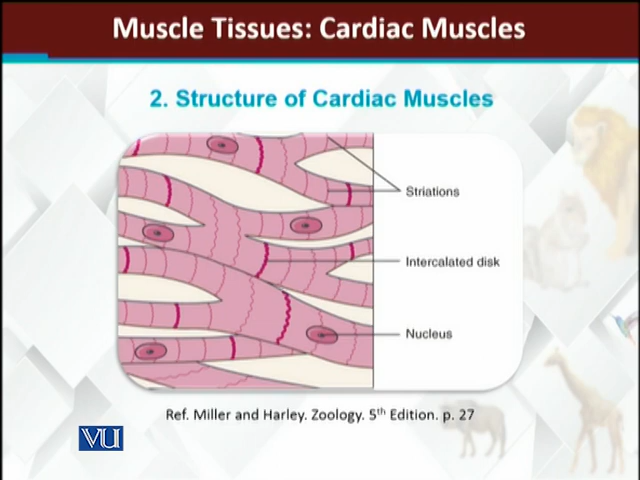 Muscle Tissues: Cardiac Muscles
2. Structure of Cardiac Muscles
Striations
Intercalated disk
Nucleus
Ref. Miller and Harley. Zoology. 5th Edition. p. 27
VU